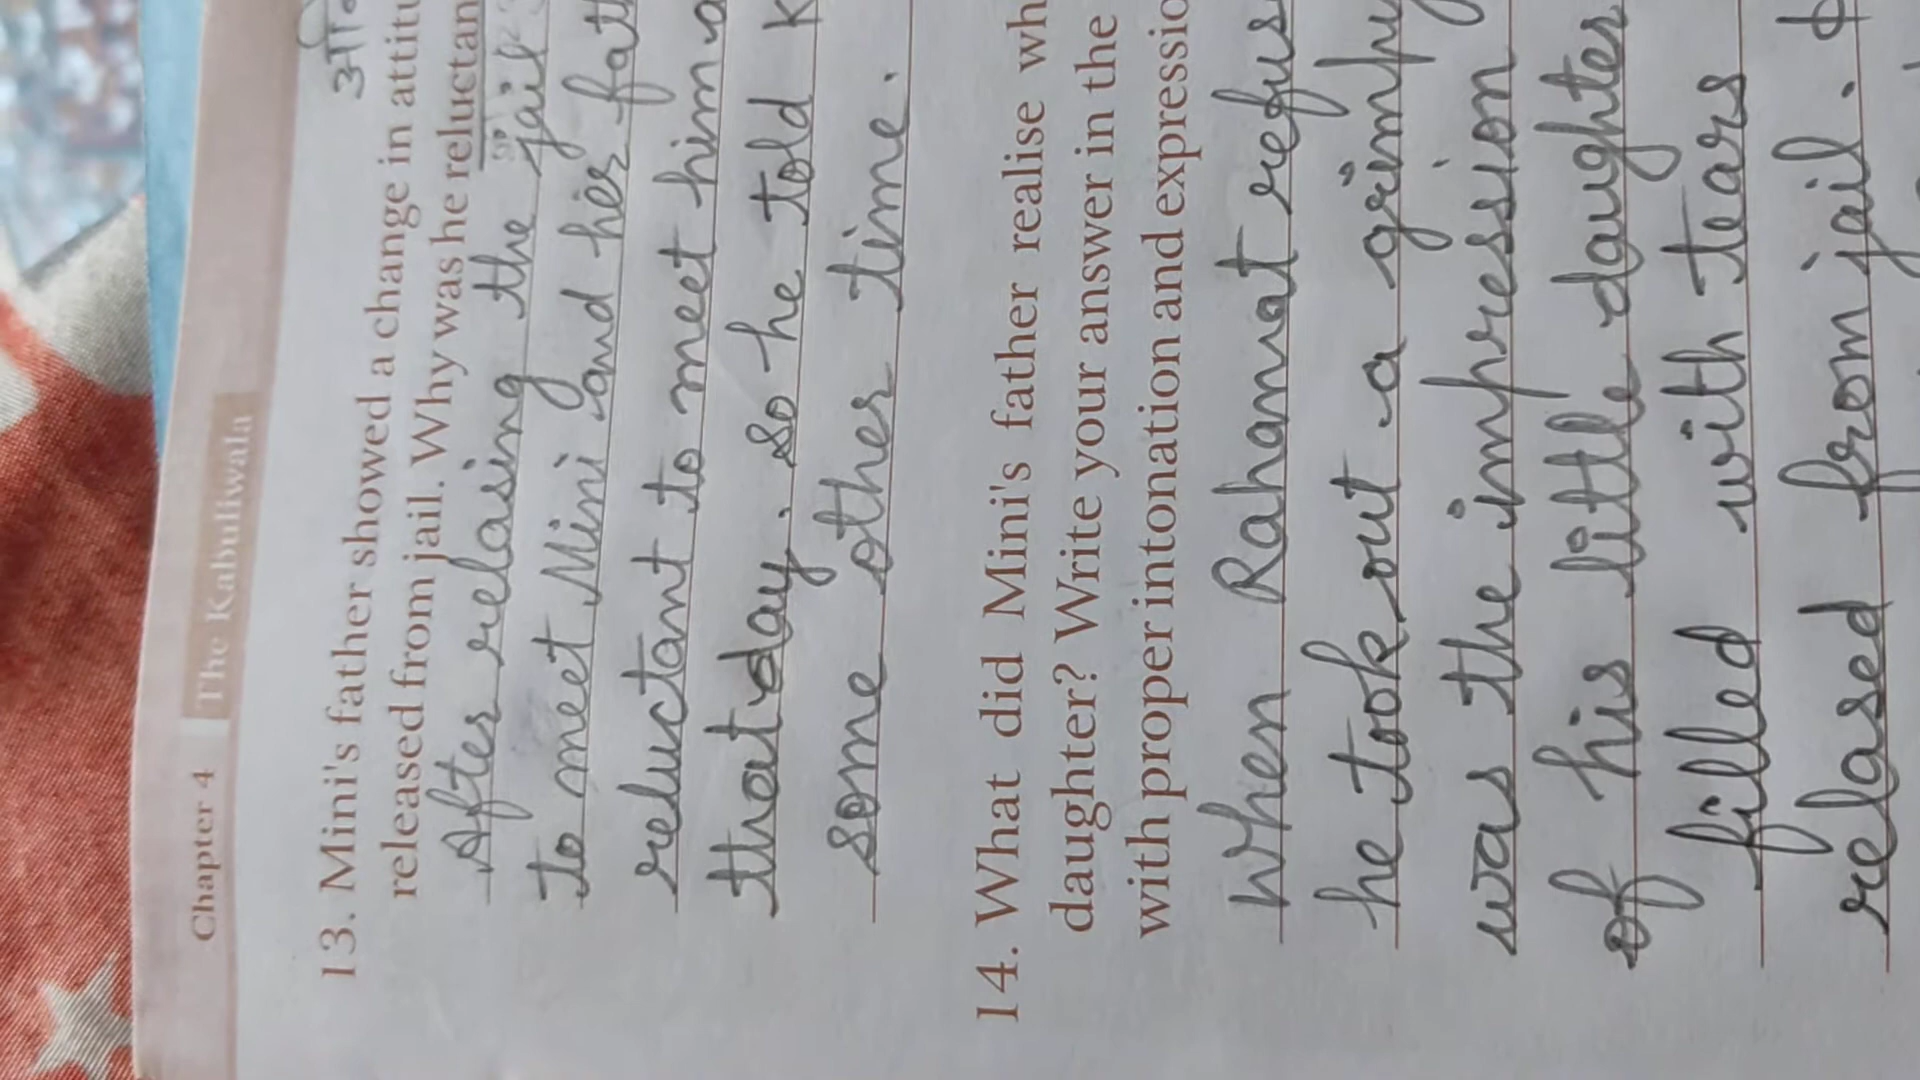 Chapter 4 The Kabuliwala
13. Mini's father showed a change in attitu
released from jail. Why was he reluctan
After relasing the jail
to meet Mini and her fath
reluctant to meet him
that day. So he told K
some other time.
14. What did Mini's father realise wh
daughter? Write your answer in the
with proper intonation and expressio
When Rahamat refus
he took out a grimy
was the impression
of his little daughter
filled with tears
relased from jail.